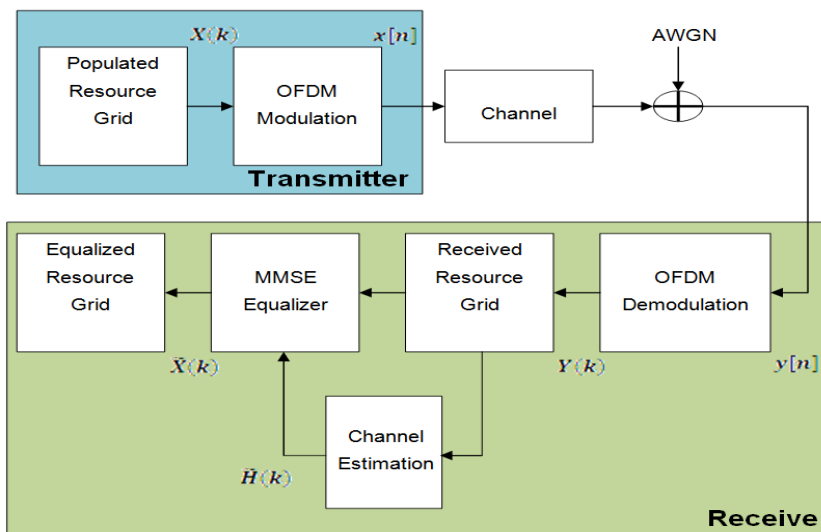 X(k)
x[n]
AWGN
Populated
Resource
Grid
OFDM
Modulation
Channel
Transmitter
Equalized
Resource
Grid
MMSE
Equalizer
Received
Resource
Grid
OFDM
Demodulation
X̂(k)
Y(k)
y[n]
Channel
Estimation
Ĥ(k)
Receive